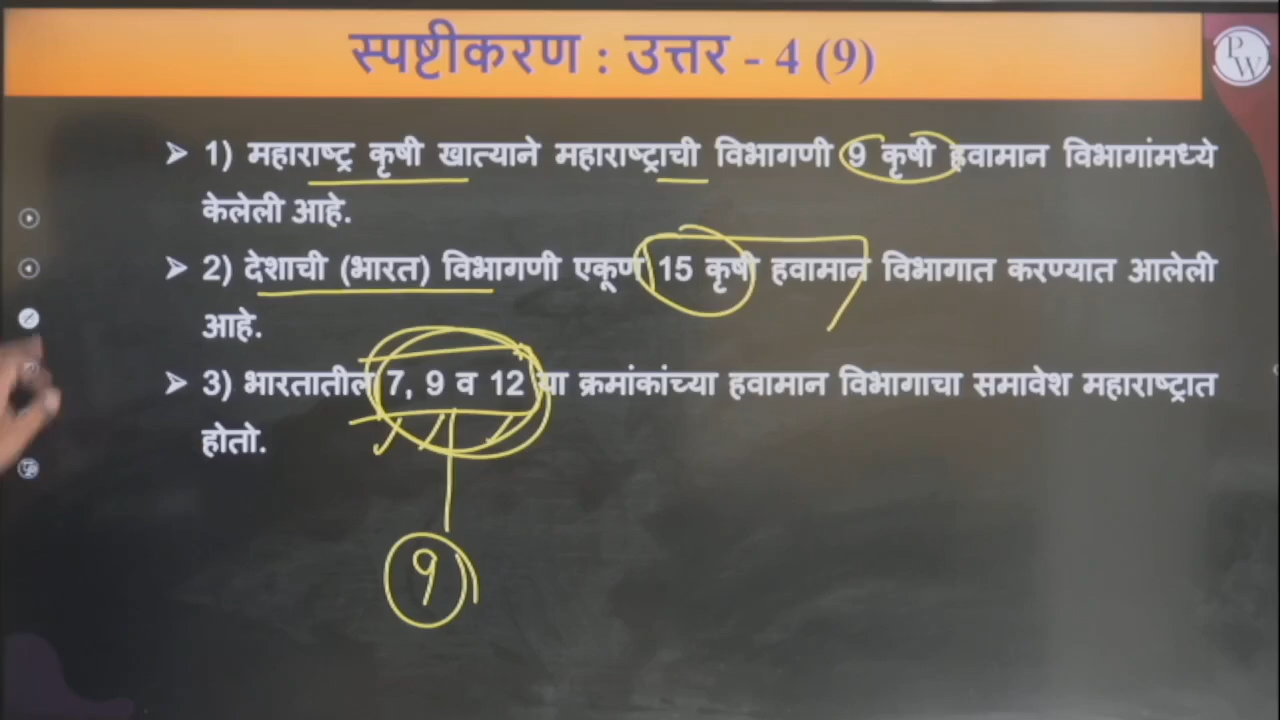 स्पष्टीकरण : उत्तर - 4 (9)
PW
➤ 1) महाराष्ट्र कृषी खात्याने महाराष्ट्राची विभागणी 9 कृषी हवामान विभागांमध्ये
केलेली आहे.
➤ 2) देशाची (भारत) विभागणी एकूण 15 कृषी हवामान विभागात करण्यात आलेली
आहे.
➤ 3) भारतातील 7, 9 व 12 या क्रमांकांच्या हवामान विभागाचा समावेश महाराष्ट्रात
होतो.
9